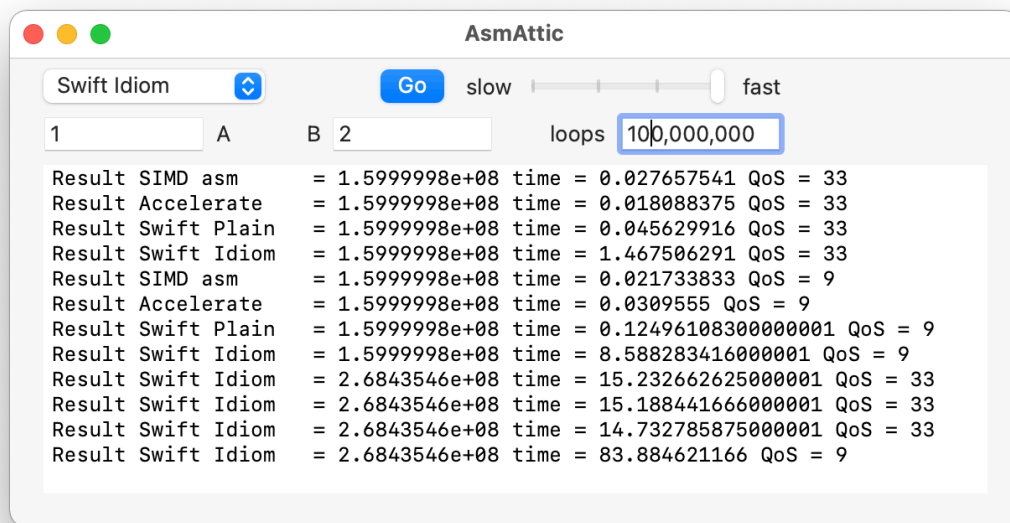 AsmAttic
Swift Idiom Go slow fast
1 A B 2 loops 100,000,000
Result SIMD asm = 1.5999998e+08 time = 0.027657541 QoS = 33
Result Accelerate = 1.5999998e+08 time = 0.018088375 QoS = 33
Result Swift Plain = 1.5999998e+08 time = 0.045629916 QoS = 33
Result Swift Idiom = 1.5999998e+08 time = 1.467506291 QoS = 33
Result SIMD asm = 1.5999998e+08 time = 0.021733833 QoS = 9
Result Accelerate = 1.5999998e+08 time = 0.0309555 QoS = 9
Result Swift Plain = 1.5999998e+08 time = 0.12496108300000001 QoS = 9
Result Swift Idiom = 1.5999998e+08 time = 8.588283416000001 QoS = 9
Result Swift Idiom = 2.6843546e+08 time = 15.232662625000001 QoS = 33
Result Swift Idiom = 2.6843546e+08 time = 15.188441666000001 QoS = 33
Result Swift Idiom = 2.6843546e+08 time = 14.732785875000001 QoS = 33
Result Swift Idiom = 2.6843546e+08 time = 83.884621166 QoS = 9